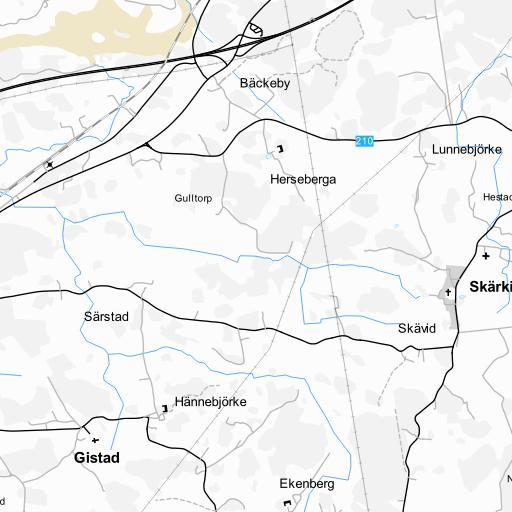 Bäckeby
210
Lunnebjörke
Herseberga
Gulltorp
Hestad
Skärki
Särstad
Skävid
Hännebjörke
Gistad
Ekenberg